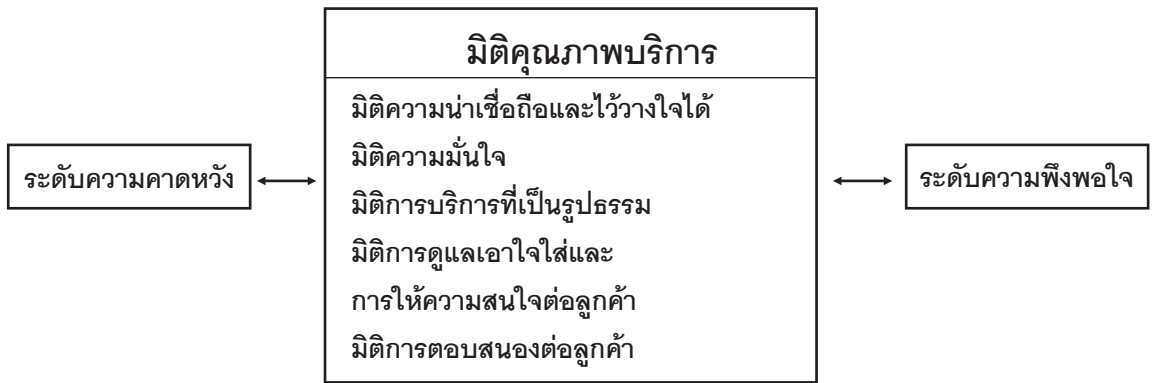 มิติคุณภาพบริการ
มิติความน่าเชื่อถือและไว้วางใจได้
มิติความมั่นใจ
มิติการบริการที่เป็นรูปธรรม
มิติการดูแลเอาใจใส่และ
การให้ความสนใจต่อลูกค้า
มิติการตอบสนองต่อลูกค้า
ระดับความคาดหวัง
ระดับความพึงพอใจ